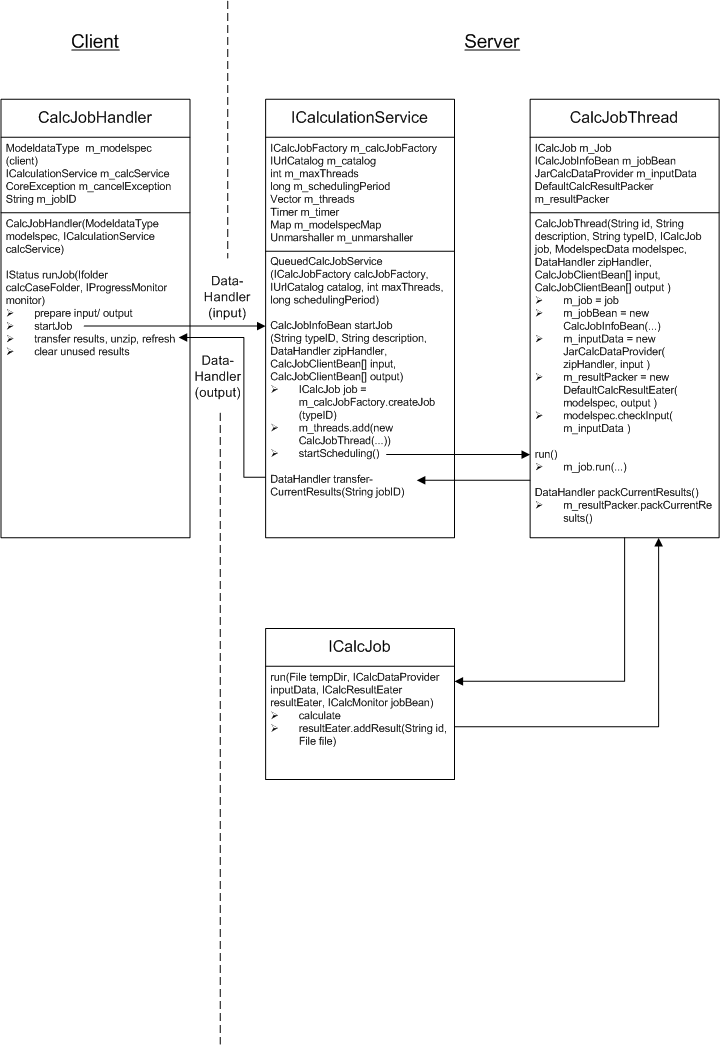 Client
Server
CalcJobHandler
ModeldataType  m_modelspec
(client)
ICalculationService  m_calcService
CoreException m_cancelException
String m_jobID
CalcJobHandler(ModeldataType
modelspec, ICalculationService
calcService)
IStatus runJob(Ifolder
calcCaseFolder, IProgressMonitor
monitor)
➢ prepare input/ output
➢ startJob
➢ transfer results, unzip, refresh
➢ clear unused results
Data-
Handler
(input)
Data-
Handler
(output)
ICalculationService
ICalcJobFactory m_calcJobFactory
IUrlCatalog m_catalog
int m_maxThreads
long m_schedulingPeriod
Vector m_threads
Timer m_timer
Map m_modelspecMap
Unmarshaller m_unmarshaller
QueuedCalcJobService
(ICalcJobFactory calcJobFactory,
IUrlCatalog catalog, int maxThreads,
long schedulingPeriod)
CalcJobInfoBean startJob
(String typeID, String description,
DataHandler zipHandler,
CalcJobClientBean[] input,
CalcJobClientBean[] output)
➢ ICalcJob job =
m_calcJobFactory.createJob
(typeID)
➢ m_threads.add(new
CalcJobThread(...))
➢ startScheduling()
DataHandler transfer-
CurrentResults(String jobID)
CalcJobThread
ICalcJob m_Job
ICalcJobInfoBean m_jobBean
JarCalcDataProvider m_inputData
DefaultCalcResultPacker
m_resultPacker
CalcJobThread(String id, String
description, String typeID, ICalcJob
job, ModelspecData modelspec,
DataHandler zipHandler,
CalcJobClientBean[] input,
CalcJobClientBean[] output )
➢ m_job = job
➢ m_jobBean = new
CalcJobInfoBean(...)
➢ m_inputData = new
JarCalcDataProvider(
zipHandler, input )
➢ m_resultPacker = new
DefaultCalcResultEater(
modelspec, output )
➢ modelspec.checkInput(
m_inputData )
run()
➢ m_job.run(...)
DataHandler packCurrentResults()
➢ m_resultPacker.packCurrentRe
sults()
ICalcJob
run(File tempDir, ICalcDataProvider
inputData, ICalcResultEater
resultEater, ICalcMonitor jobBean)
➢ calculate
➢ resultEater.addResult(String id,
File file)